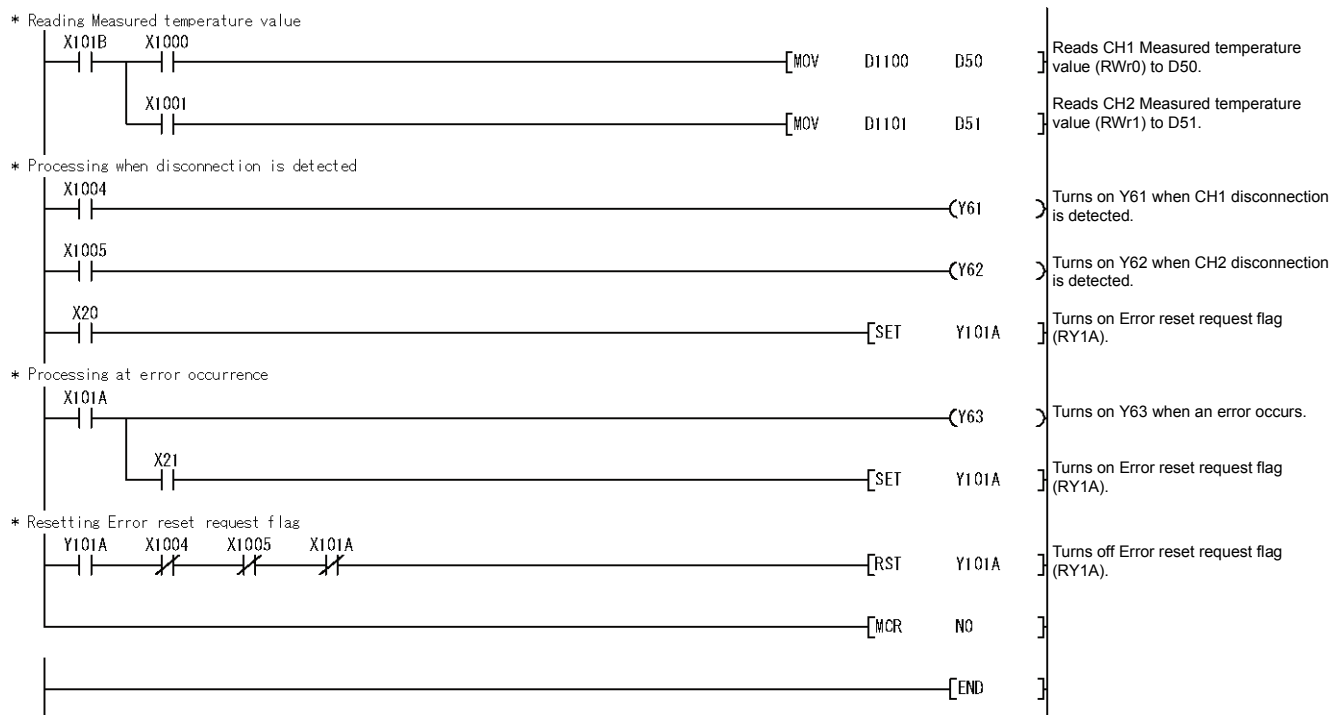 * Reading Measured temperature value
X101B X1000
[MOV D1100 D50 ]
Reads CH1 Measured temperature
value (RWr0) to D50.
X1001
[MOV D1101 D51 ]
Reads CH2 Measured temperature
value (RWr1) to D51.
* Processing when disconnection is detected
X1004
(Y61 )
Turns on Y61 when CH1 disconnection
is detected.
X1005
(Y62 )
Turns on Y62 when CH2 disconnection
is detected.
X20
[SET Y101A ]
Turns on Error reset request flag
(RY1A).
* Processing at error occurrence
X101A
(Y63 )
Turns on Y63 when an error occurs.
X21
[SET Y101A ]
Turns on Error reset request flag
(RY1A).
* Resetting Error reset request flag
Y101A X1004 X1005 X101A
[RST Y101A ]
Turns off Error reset request flag
(RY1A).
[MCR N0 ]
[END ]